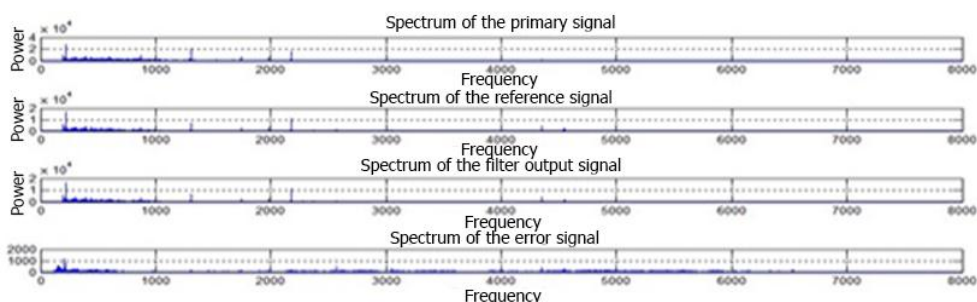 Spectrum of the primary signal
× 10⁴
Power
4
2
0
0 1000 2000 3000 4000 5000 6000 7000 8000
Frequency
Spectrum of the reference signal
× 10⁴
Power
2
1
0
0 1000 2000 3000 4000 5000 6000 7000 8000
Frequency
Spectrum of the filter output signal
× 10⁴
Power
2
1
0
0 1000 2000 3000 4000 5000 6000 7000 8000
Frequency
Spectrum of the error signal
2000
1000
0
0 1000 2000 3000 4000 5000 6000 7000 8000
Frequency